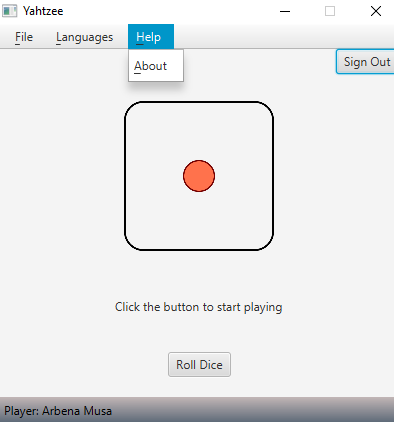 Yahtzee
File Languages Help
About
Sign Out
Click the button to start playing
Roll Dice
Player: Arbena Musa